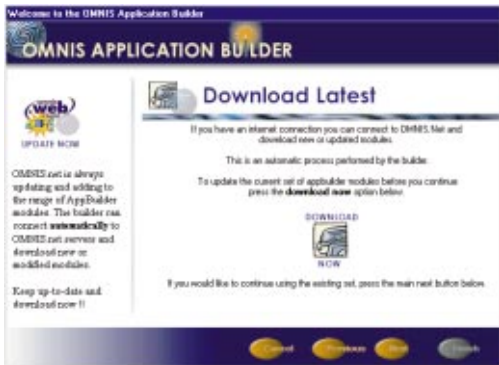 Welcome to the OMNIS Application Builder
OMNIS APPLICATION BUILDER
web
UPDATE NOW
OMNIS.net is always
updating and adding to
the range of AppBuilder
modules. The builder can
connect automatically to
OMNIS.net servers and
download new or
modified modules.
Keep up-to-date and
download now !!
Download Latest
If you have an internet connection you can connect to OMNIS.Net and
download new or updated modules.
This is an automatic process performed by the builder.
To update the current set of appbuilder modules before you continue
press the download now option below.
DOWNLOAD
NOW
If you would like to continue using the existing set, press the main next button below.
Cancel
Previous
Next
Finish